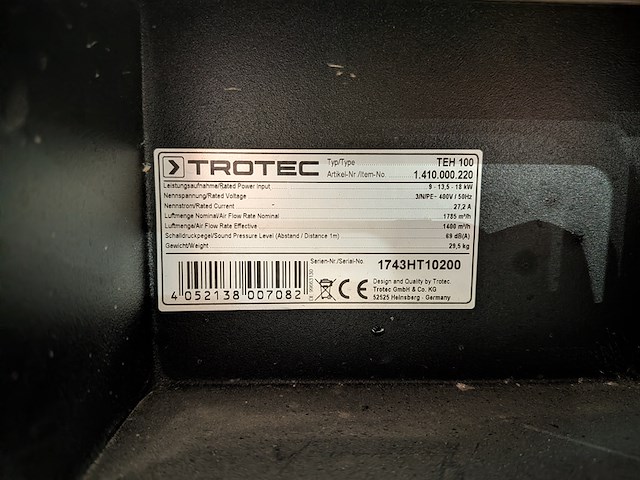 TROTEC
Typ/Type TEH 100
Artikel-Nr./Item-No. 1.410.000.220
Leistungsaufnahme/Rated Power Input 9 - 13,5 - 18 kW
Nennspannung/Rated Voltage 3/N/PE~ 400V / 50Hz
Nennstrom/Rated Current 27,2 A
Luftmenge Nominal/Air Flow Rate Nominal 1785 m³/h
Luftmenge/Air Flow Rate Effective 1400 m³/h
Schalldruckpegel/Sound Pressure Level (Abstand / Distance 1m) 69 dB(A)
Gewicht/Weight 29,5 kg
Serien-Nr./Serial-No. 1743HT10200
4 052138 007082
CE
Design and Quality by Trotec
Trotec GmbH & Co. KG
52525 Heinsberg - Germany